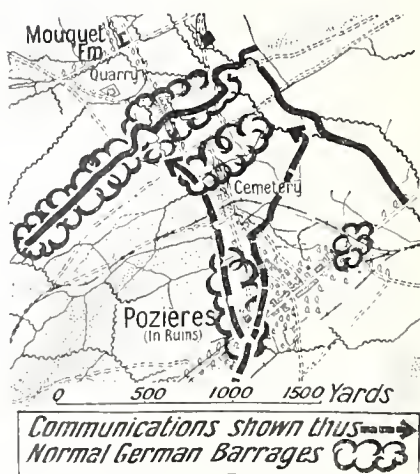 Mouquet
Fm
Quarry
Cemetery
Pozieres
(In Ruins)
0 500 1000 1500 Yards
Communications shown thus
Normal German Barrages